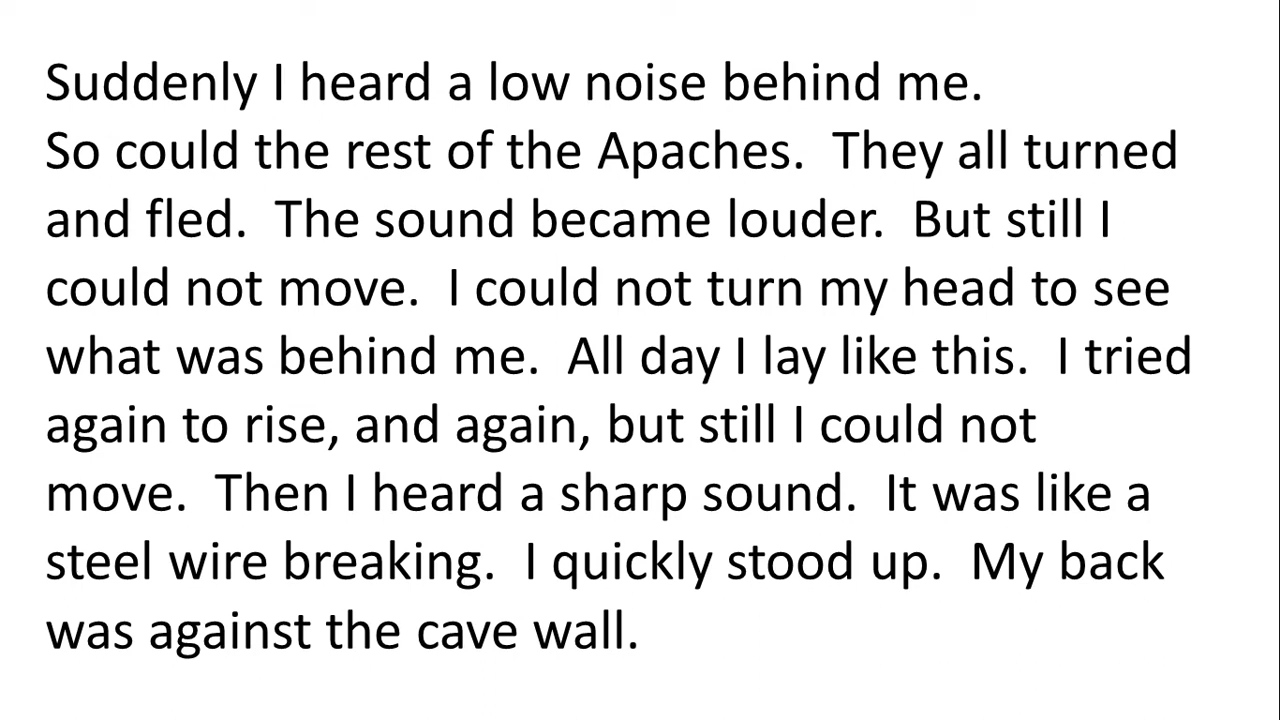 Suddenly I heard a low noise behind me.
So could the rest of the Apaches.  They all turned
and fled.  The sound became louder.  But still I
could not move.  I could not turn my head to see
what was behind me.  All day I lay like this.  I tried
again to rise, and again, but still I could not
move.  Then I heard a sharp sound.  It was like a
steel wire breaking.  I quickly stood up.  My back
was against the cave wall.